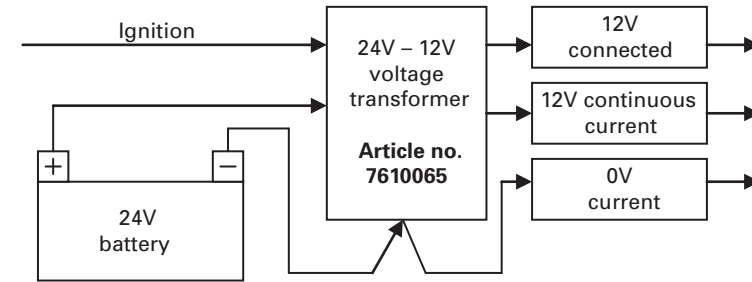 Ignition
24V – 12V
voltage
transformer
Article no.
7610065
12V
connected
12V continuous
current
0V
current
+
–
24V
battery